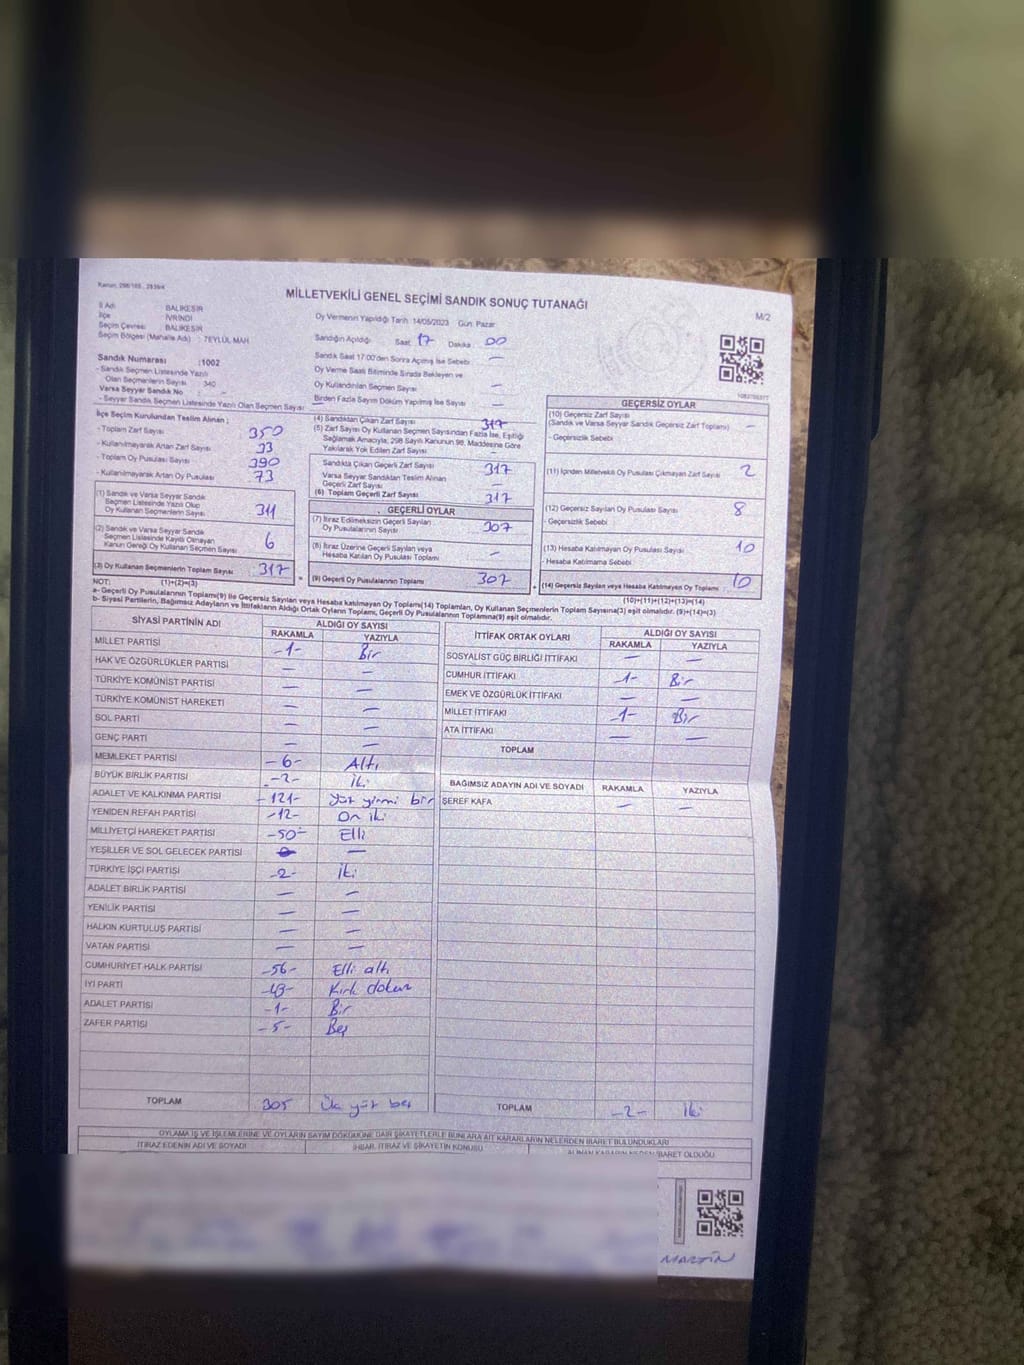 MİLLETVEKİLİ GENEL SEÇİMİ SANDIK SONUÇ TUTANAĞI
M/2
İl Adı : BALIKESİR
İlçe : İVRİNDİ
Seçim Çevresi : BALIKESİR
Seçim Bölgesi (Mahalle Adı) : 7EYLÜL MAH.
Sandık Numarası :1002
- Sandık Seçmen Listesinde Yazılı
Olan Seçmenlerin Sayısı : 340
Varsa Seyyar Sandık No : -
- Seyyar Seçmen Listesinde Yazılı Olan Seçmen Sayısı : -
Oy Vermenin Yapıldığı Tarih: 14/05/2023 Gün: Pazar
Sandığın Açıldığı Saat 17 Dakika 00
Sandık Saat 17:00'den Sonra Açılmış İse Sebebi —
Oy Verme Saati Bitiminde Sırada Bekleyen ve
Oy Kullandırılan Seçmen Sayısı —
Birden Fazla Sayım Döküm Yapılmış İse Sayısı —
İlçe Seçim Kurulundan Teslim Alınan ;
- Toplam Zarf Sayısı 350
- Kullanılmayarak Artan Zarf Sayısı 33
- Toplam Oy Pusulası Sayısı 390
- Kullanılmayarak Artan Oy Pusulası 73
(1) Sandık ve Varsa Seyyar Sandık
Seçmen Listesinde Yazılı Olup
Oy Kullanan Seçmen Sayısı 311
(2) Sandık ve Varsa Seyyar Sandık
Seçmen Listesinde Kaydı Olmayan
Kanun Gereği Oy Kullanan Seçmen Sayısı 6
(3) Oy Kullanan Seçmenlerin Toplam Sayısı 317
(1)+(2)=(3)
(4) Sandıktan Çıkan Zarf Sayısı 317
(5) Zarf Sayısı Oy Kullanan Seçmen Sayısından Fazla İse, Eşitliği
Sağlamak Amacıyla, 298 Sayılı Kanunun 98. Maddesine Göre
Yakılarak Yok Edilen Zarf Sayısı —
Sandıkta Çıkan Geçerli Zarf Sayısı 317
Varsa Seyyar Sandıktan Teslim Alınan
Geçerli Zarf Sayısı —
(6) Toplam Geçerli Zarf Sayısı 317
GEÇERLİ OYLAR
(7) İtiraz Edilmeksizin Geçerli Sayılan
Oy Pusulalarının Sayısı 307
(8) İtiraz Üzerine Geçerli Sayılan veya
Hesaba Katılan Oy Pusulası Toplamı —
(9) Geçerli Oy Pusulalarının Toplamı 307
GEÇERSİZ OYLAR
(10) Geçersiz Zarf Sayısı
(Sandık ve Varsa Seyyar Sandık Geçersiz Zarf Toplamı) —
- Geçersizlik Sebebi
(11) İçinden Milletvekili Oy Pusulası Çıkmayan Zarf Sayısı 2
(12) Geçersiz Sayılan Oy Pusulası Sayısı 8
- Geçersizlik Sebebi
(13) Hesaba Katılmayan Oy Pusulası Sayısı 10
- Hesaba Katılmama Sebebi
(14) Geçersiz Sayılan veya Hesaba Katılmayan Oy Toplamı 10
(10)+(11)+(12)+(13)=(14)
NOT:
a- Geçerli Oy Pusulalarının Toplamı(9) ile Geçersiz Sayılan veya Hesaba Katılmayan Oy Toplamı(14) Toplamları, Oy Kullanan Seçmenlerin Toplam Sayısına(3) eşit olmalıdır. (9)+(14)=(3)
b- Siyasi Partilerin, Bağımsız Adayların ve İttifakların Aldığı Ortak Oyların Toplamı, Geçerli Oy Pusulalarının Toplamına(9) eşit olmalıdır.
SİYASİ PARTİNİN ADI ALDIĞI OY SAYISI
RAKAMLA YAZIYLA
MİLLET PARTİSİ -1- Bir
HAK VE ÖZGÜRLÜKLER PARTİSİ — —
TÜRKİYE KOMÜNİST PARTİSİ — —
TÜRKİYE KOMÜNİST HAREKETİ — —
SOL PARTİ — —
GENÇ PARTİ — —
MEMLEKET PARTİSİ -6- Altı
BÜYÜK BİRLİK PARTİSİ -2- İki
ADALET VE KALKINMA PARTİSİ -121- Yüz yirmi bir
YENİDEN REFAH PARTİSİ -12- On iki
MİLLİYETÇİ HAREKET PARTİSİ -50- Elli
YEŞİLLER VE SOL GELECEK PARTİSİ —
TÜRKİYE İŞÇİ PARTİSİ -2- İki
ADALET BİRLİK PARTİSİ — —
YENİLİK PARTİSİ — —
HALKIN KURTULUŞ PARTİSİ — —
VATAN PARTİSİ — —
CUMHURİYET HALK PARTİSİ -56- Elli altı
İYİ PARTİ -49- Kırk dokuz
ADALET PARTİSİ -1- Bir
ZAFER PARTİSİ -5- Beş
TOPLAM 305 Üç yüz beş
İTTİFAK ORTAK OYLARI ALDIĞI OY SAYISI
RAKAMLA YAZIYLA
SOSYALİST GÜÇ BİRLİĞİ İTTİFAKI — —
CUMHUR İTTİFAKI -1- Bir
EMEK VE ÖZGÜRLÜK İTTİFAKI — —
MİLLET İTTİFAKI -1- Bir
ATA İTTİFAKI — —
TOPLAM
BAĞIMSIZ ADAYIN ADI VE SOYADI RAKAMLA YAZIYLA
ŞEREF KAFA — —
TOPLAM -2- İki
OYLAMA İŞ VE İŞLEMLERİNE VE OYLARIN SAYIM DÖKÜMÜNE DAİR ŞİKAYETLERLE BUNLARA AİT KARARLARIN NELERDEN İBARET BULUNDUKLARI
İTİRAZ EDENİN ADI VE SOYADI İHBAR, İTİRAZ VE ŞİKAYETİN KONUSU ALINAN KARARIN NEDEN İBARET OLDUĞU
MARTİN